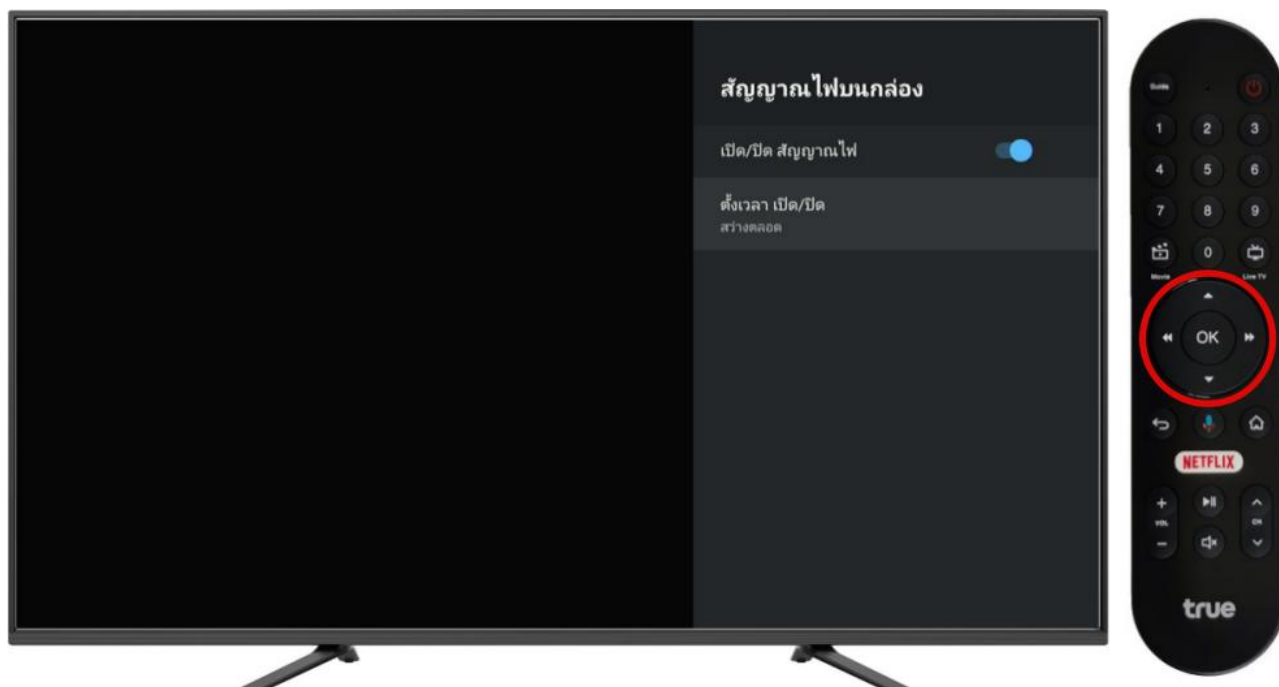 สัญญาณไฟบนกล่อง
เปิด/ปิด สัญญาณไฟ
ตั้งเวลา เปิด/ปิด
สว่างตลอด
Guide
1 2 3
4 5 6
7 8 9
0
Movie Live TV
OK
NETFLIX
+ ^
VOL CH
-
true